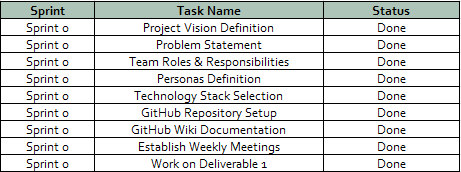 Sprint Task Name Status
Sprint 0 Project Vision Definition Done
Sprint 0 Problem Statement Done
Sprint 0 Team Roles & Responsibilities Done
Sprint 0 Personas Definition Done
Sprint 0 Technology Stack Selection Done
Sprint 0 GitHub Repository Setup Done
Sprint 0 GitHub Wiki Documentation Done
Sprint 0 Establish Weekly Meetings Done
Sprint 0 Work on Deliverable 1 Done